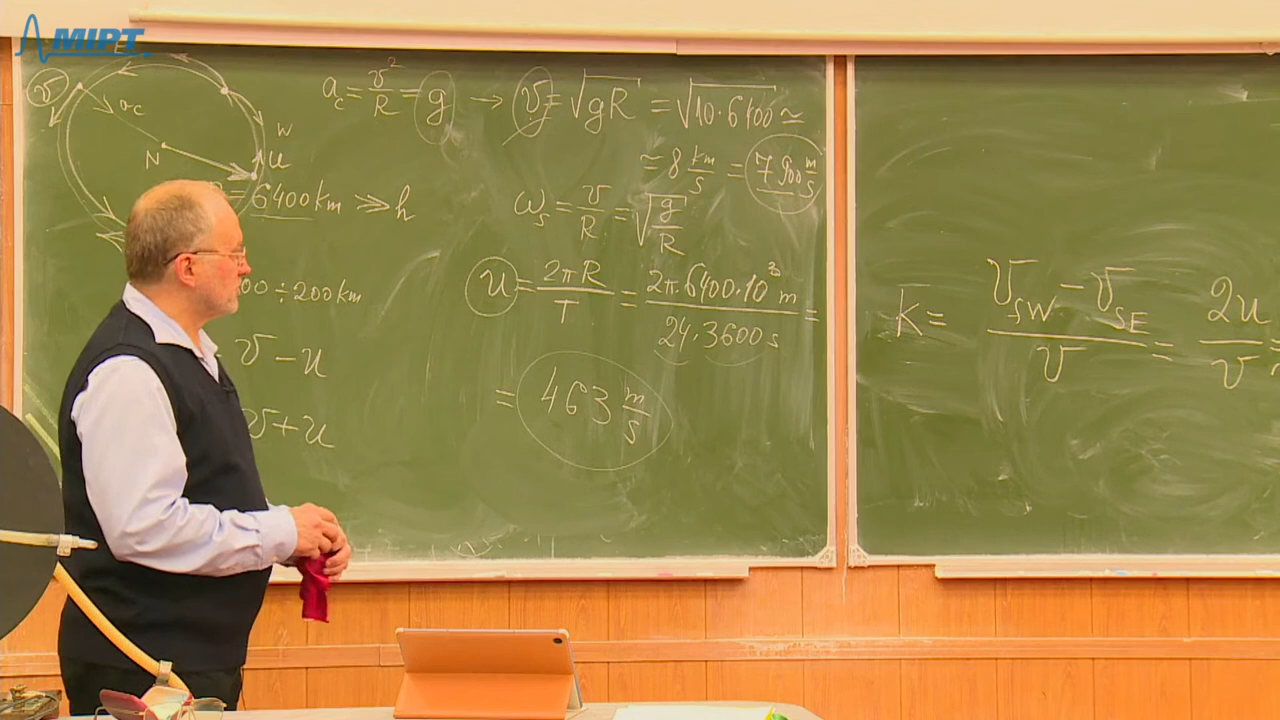 MIPT
v
a_c
N
W
u
= 6400 km ≫ h
00 ÷ 200 km
v - u
v + u
a_c = v²/R = g → v = √gR = √10·6400 ≃
≃ 8 km/s = 7900 m/s
ω_s = v/R = √g/R
u = 2πR/T = 2π·6400·10³ m/24·3600 s =
= 463 m/s
K = v_SW - v_SE/v = 2u/v =